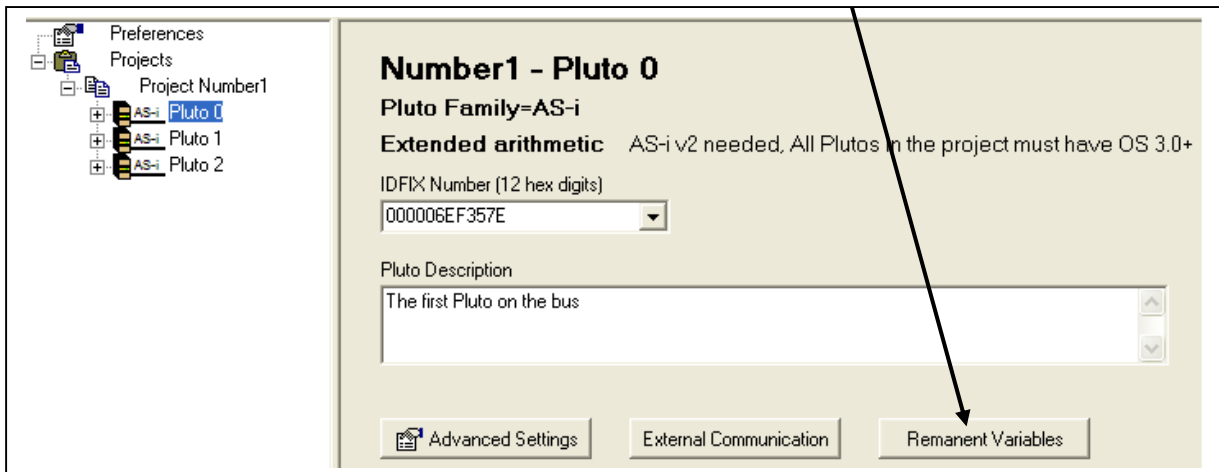 Preferences
Projects
Project Number1
AS-i Pluto 0
AS-i Pluto 1
AS-i Pluto 2
Number1 - Pluto 0
Pluto Family=AS-i
Extended arithmetic AS-i v2 needed, All Plutos in the project must have OS 3.0+
IDFIX Number (12 hex digits)
000006EF357E
Pluto Description
The first Pluto on the bus
Advanced Settings External Communication Remanent Variables